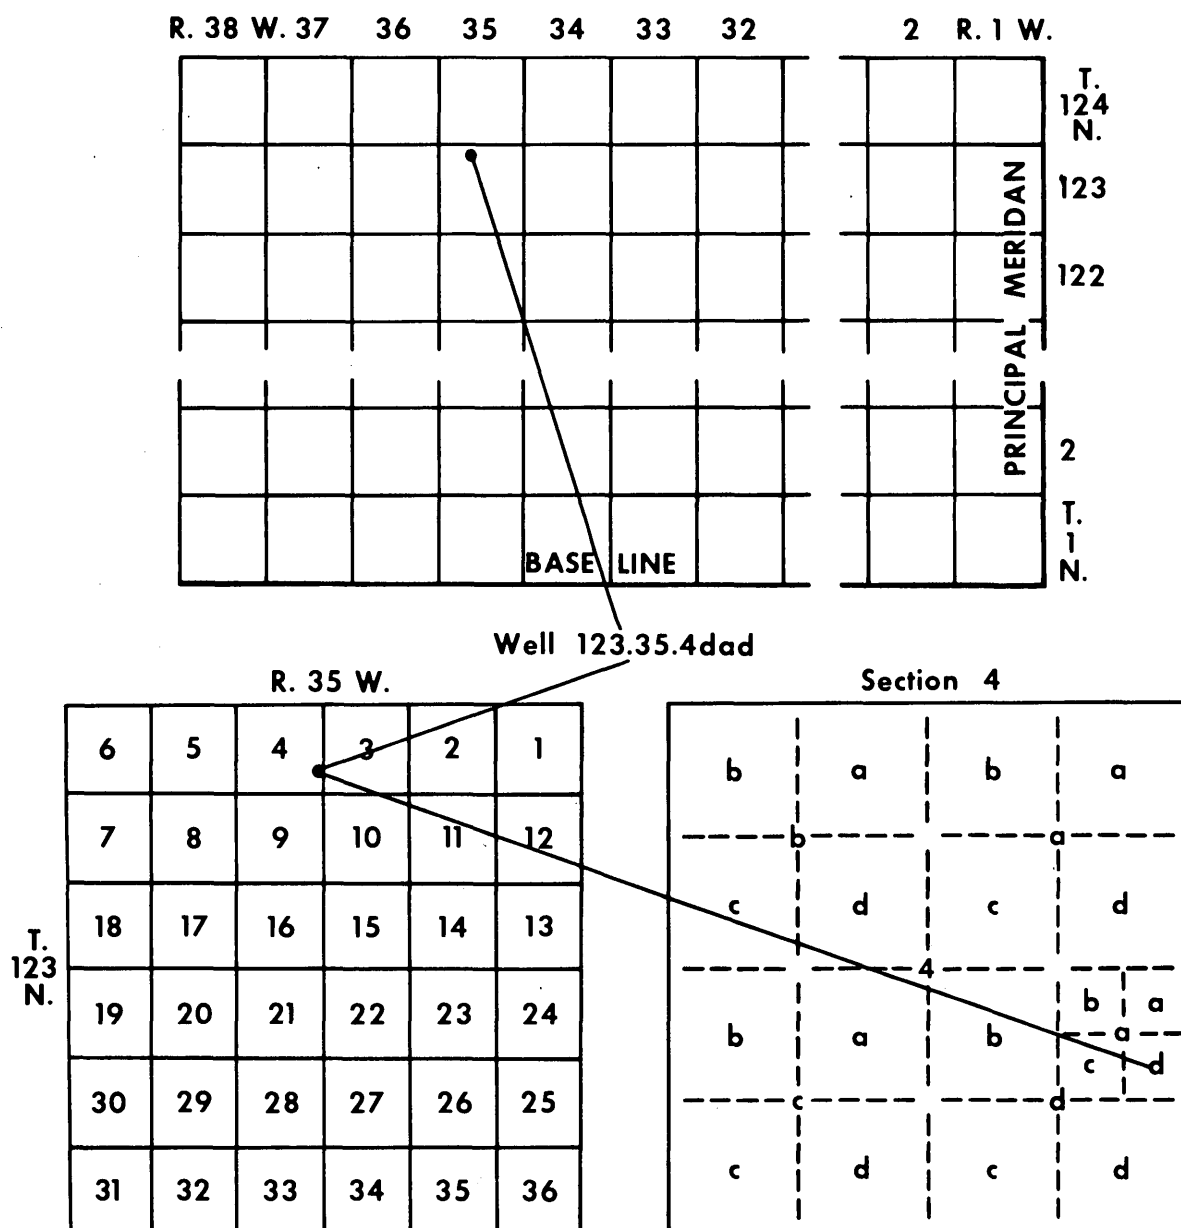 R. 38 W. 37 36 35 34 33 32 2 R. 1 W.
T.
124
N.
123
122
PRINCIPAL MERIDAN
2
T.
1
N.
BASE LINE
Well 123.35.4dad
R. 35 W.
6 5 4 3 2 1
7 8 9 10 11 12
18 17 16 15 14 13
T.
123
N.
19 20 21 22 23 24
30 29 28 27 26 25
31 32 33 34 35 36
Section 4
b a b a
b a
c d c d
4
b a b b a
a
c d
c d
c d c d